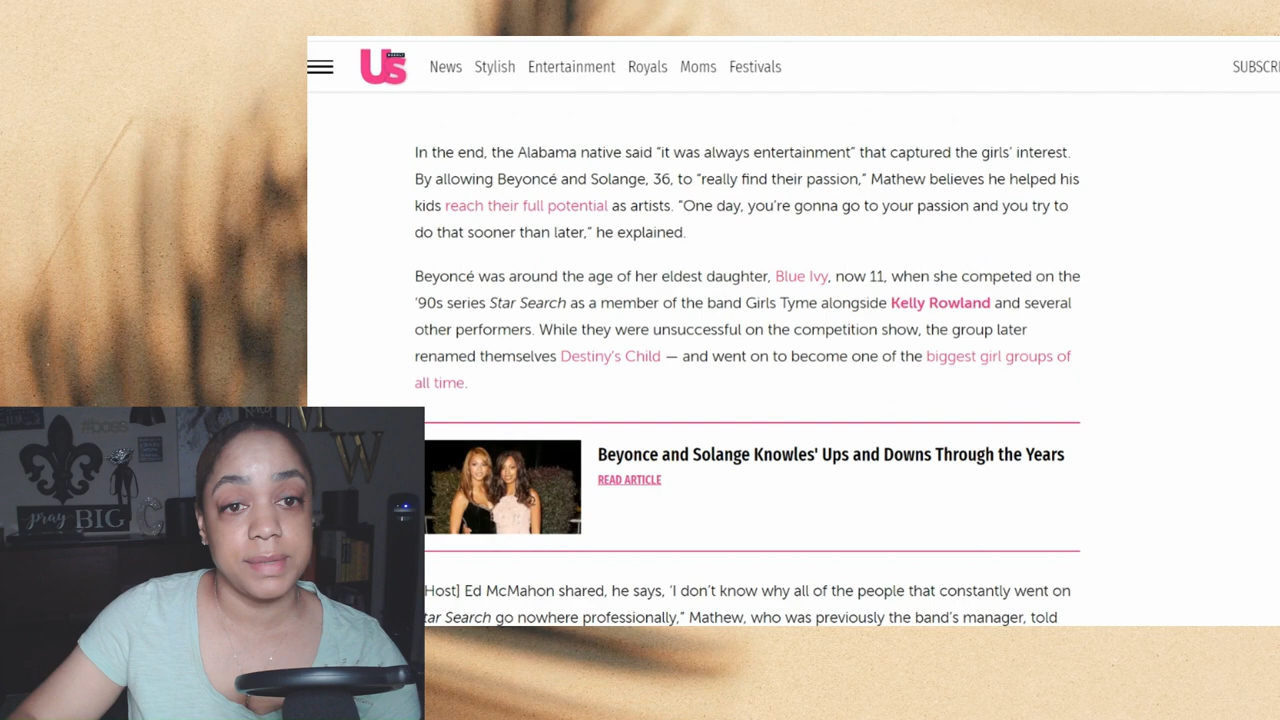 Us
WEEKLY
News Stylish Entertainment Royals Moms Festivals
SUBSCRI
In the end, the Alabama native said “it was always entertainment” that captured the girls’ interest.
By allowing Beyoncé and Solange, 36, to “really find their passion,” Mathew believes he helped his
kids reach their full potential as artists. “One day, you’re gonna go to your passion and you try to
do that sooner than later,” he explained.
Beyoncé was around the age of her eldest daughter, Blue Ivy, now 11, when she competed on the
’90s series Star Search as a member of the band Girls Tyme alongside Kelly Rowland and several
other performers. While they were unsuccessful on the competition show, the group later
renamed themselves Destiny’s Child — and went on to become one of the biggest girl groups of
all time.
Beyonce and Solange Knowles' Ups and Downs Through the Years
READ ARTICLE
Host] Ed McMahon shared, he says, ‘I don’t know why all of the people that constantly went on
tar Search go nowhere professionally,” Mathew, who was previously the band’s manager, told
#boss
M
W
pray BIG
C